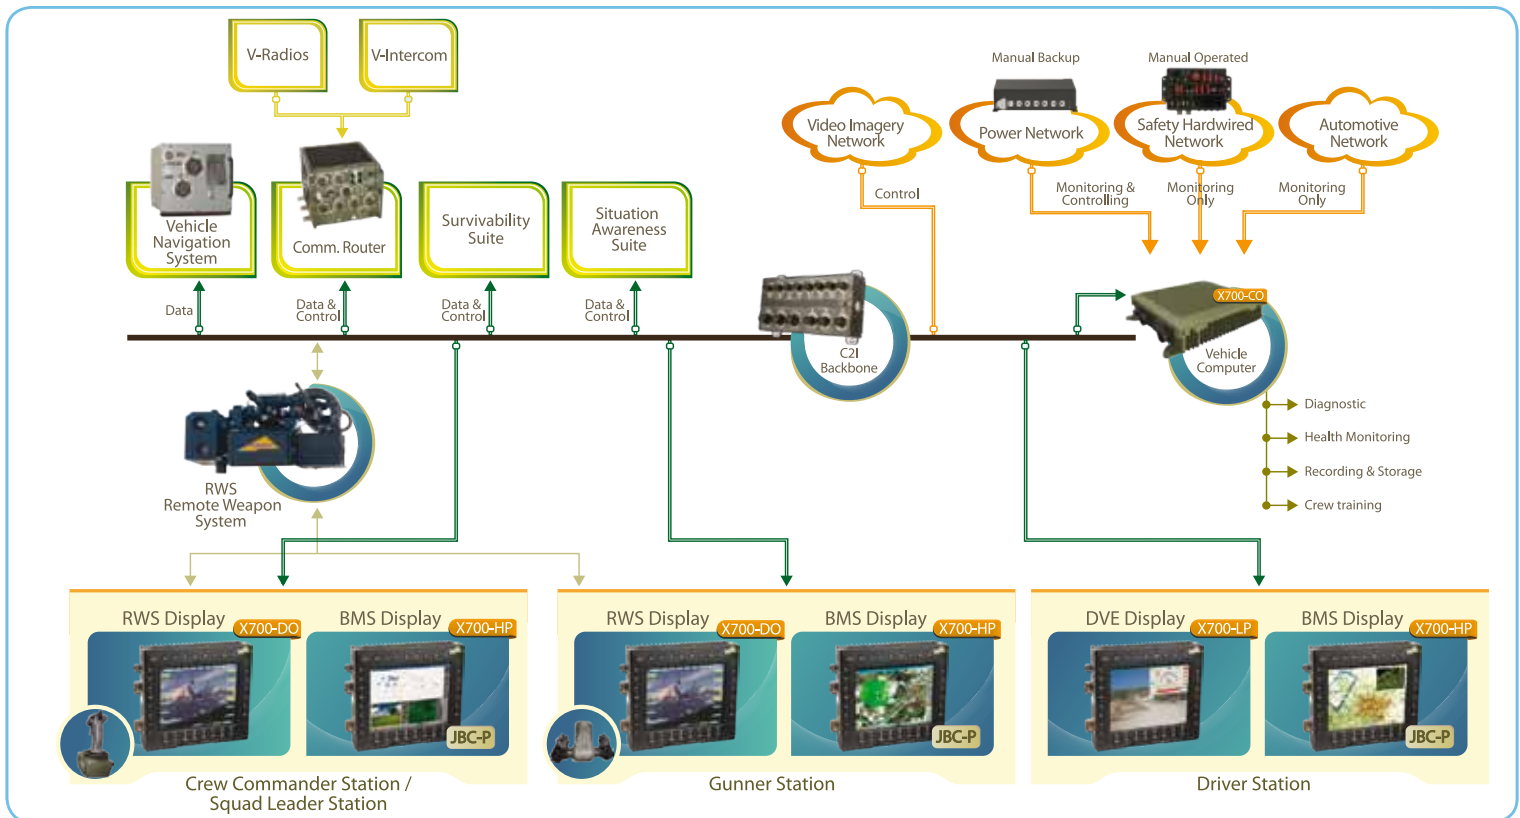 V-Radios
V-Intercom
Manual Backup
Manual Operated
Video Imagery
Network
Power Network
Safety Hardwired
Network
Automotive
Network
Control
Monitoring &
Controlling
Monitoring
Only
Monitoring
Only
Vehicle
Navigation
System
Comm. Router
Survivability
Suite
Situation
Awareness
Suite
Data
Data &
Control
Data &
Control
Data &
Control
C2I
Backbone
X700-CO
Vehicle
Computer
Diagnostic
Health Monitoring
Recording & Storage
Crew training
RWS
Remote Weapon
System
RWS Display
X700-DO
BMS Display
X700-HP
JBC-P
Crew Commander Station /
Squad Leader Station
RWS Display
X700-DO
BMS Display
X700-HP
JBC-P
Gunner Station
DVE Display
X700-LP
BMS Display
X700-HP
JBC-P
Driver Station